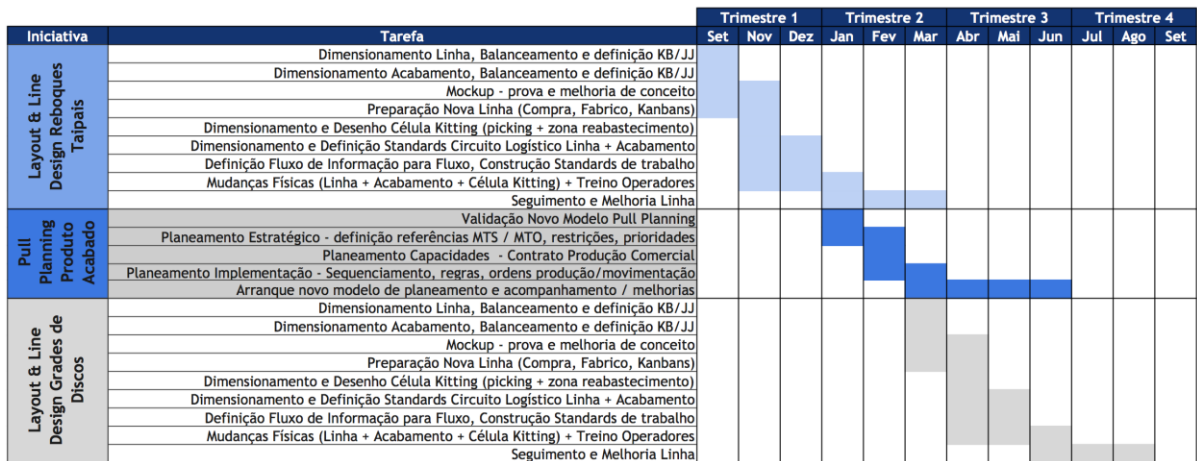 Trimestre 1 Trimestre 2 Trimestre 3 Trimestre 4
Iniciativa Tarefa Set Nov Dez Jan Fev Mar Abr Mai Jun Jul Ago Set
Layout & Line
Design Reboques
Taipais
Dimensionamento Linha, Balanceamento e definição KB/JJ
Dimensionamento Acabamento, Balanceamento e definição KB/JJ
Mockup - prova e melhoria de conceito
Preparação Nova Linha (Compra, Fabrico, Kanbans)
Dimensionamento e Desenho Célula Kitting (picking + zona reabastecimento)
Dimensionamento e Definição Standards Circuito Logístico Linha + Acabamento
Definição Fluxo de Informação para Fluxo, Construção Standards de trabalho
Mudanças Físicas (Linha + Acabamento + Célula Kitting) + Treino Operadores
Seguimento e Melhoria Linha
Pull
Planning
Produto
Acabado
Validação Novo Modelo Pull Planning
Planeamento Estratégico - definição referências MTS / MTO, restrições, prioridades
Planeamento Capacidades - Contrato Produção Comercial
Planeamento Implementação - Sequenciamento, regras, ordens produção/movimentação
Arranque novo modelo de planeamento e acompanhamento / melhorias
Layout & Line
Design Grades de
Discos
Dimensionamento Linha, Balanceamento e definição KB/JJ
Dimensionamento Acabamento, Balanceamento e definição KB/JJ
Mockup - prova e melhoria de conceito
Preparação Nova Linha (Compra, Fabrico, Kanbans)
Dimensionamento e Desenho Célula Kitting (picking + zona reabastecimento)
Dimensionamento e Definição Standards Circuito Logístico Linha + Acabamento
Definição Fluxo de Informação para Fluxo, Construção Standards de trabalho
Mudanças Físicas (Linha + Acabamento + Célula Kitting) + Treino Operadores
Seguimento e Melhoria Linha